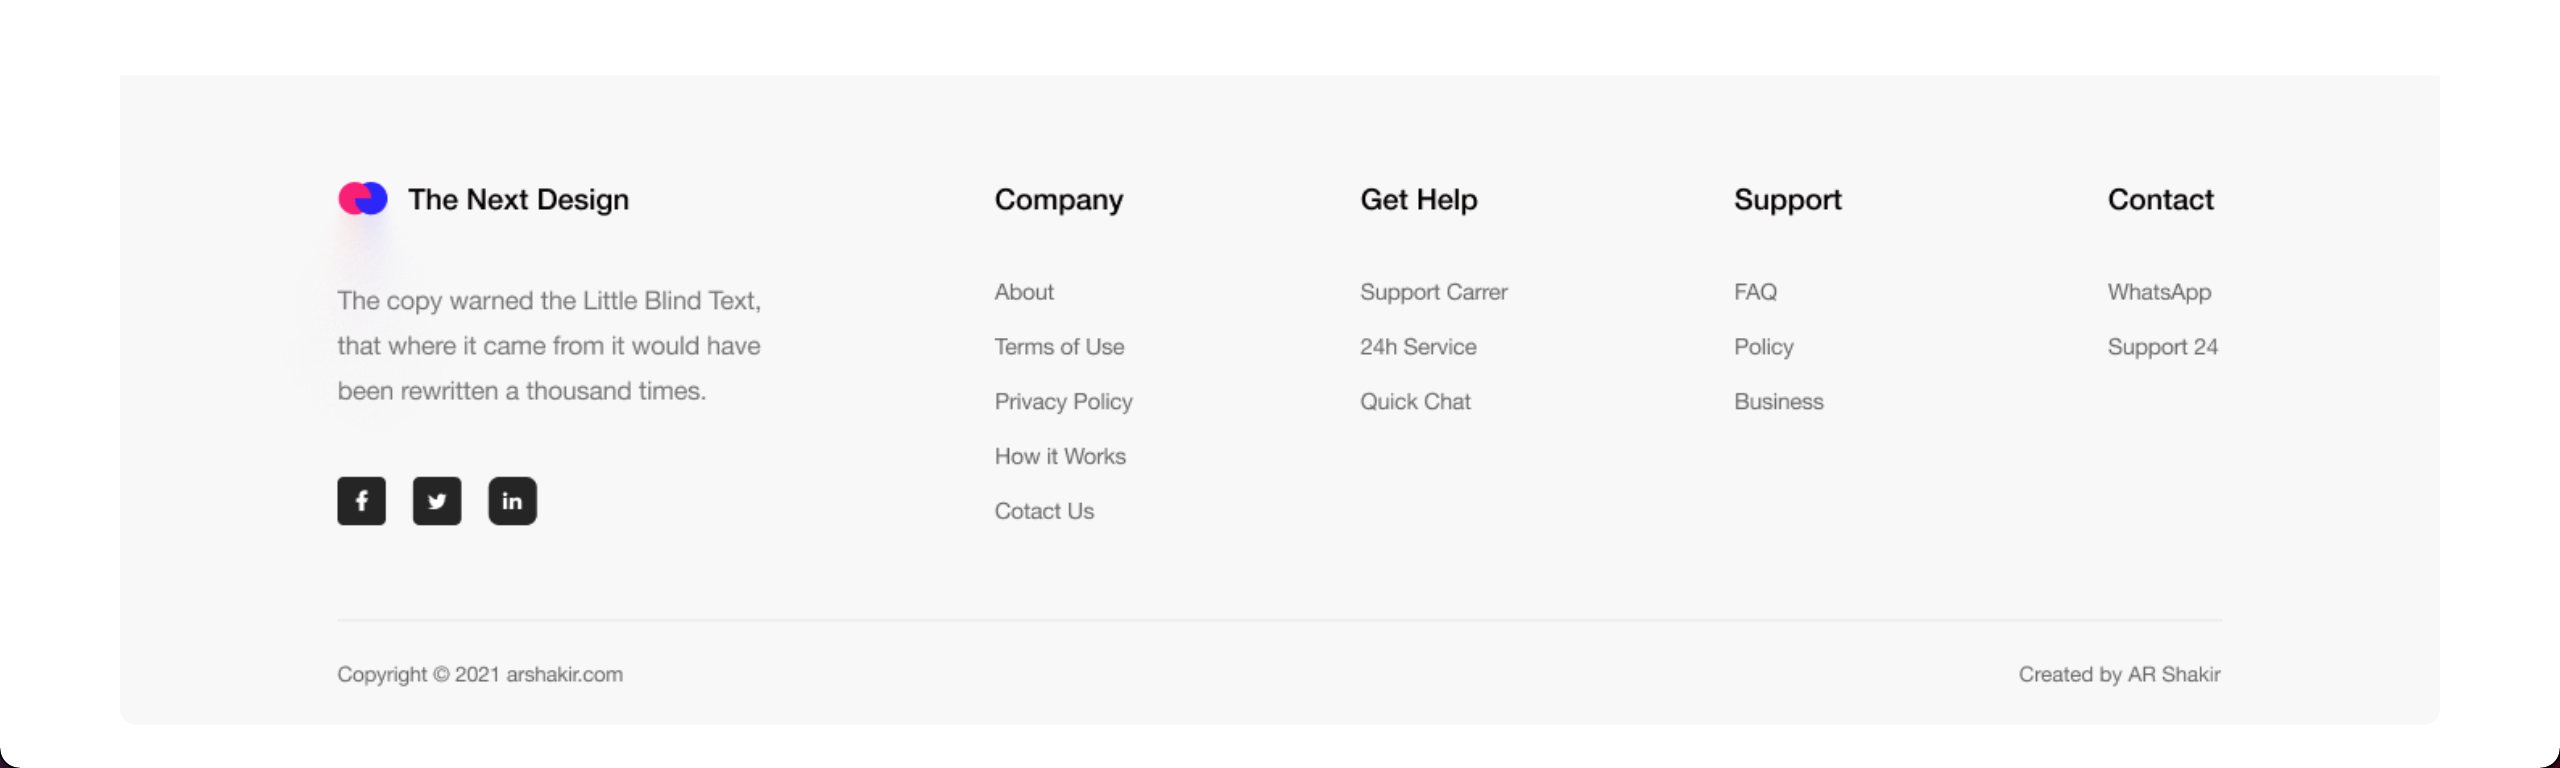 The Next Design
The copy warned the Little Blind Text,
that where it came from it would have
been rewritten a thousand times.
f
in
Company
About
Terms of Use
Privacy Policy
How it Works
Cotact Us
Get Help
Support Carrer
24h Service
Quick Chat
Support
FAQ
Policy
Business
Contact
WhatsApp
Support 24
Copyright © 2021 arshakir.com
Created by AR Shakir